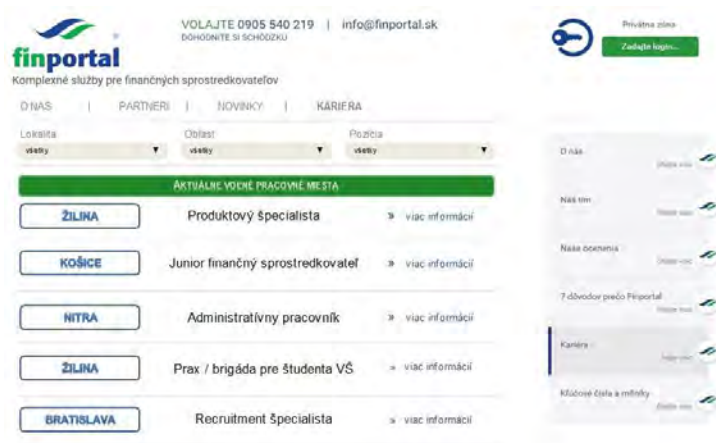 VOLAJTE 0905 540 219 | info@finportal.sk
DOHODNITE SI SCHÔDZKU
Privátna zóna
Zadajte login...
finportal
Komplexné služby pre finančných sprostredkovateľov
O NÁS | PARTNERI | NOVINKY | KARIÉRA
Lokalita Oblasť Pozícia
všetky všetky všetky
AKTUÁLNE VOĽNÉ PRACOVNÉ MIESTA
ŽILINA Produktový špecialista » viac informácií
KOŠICE Junior finančný sprostredkovateľ » viac informácií
NITRA Administratívny pracovník » viac informácií
ŽILINA Prax / brigáda pre študenta VŠ » viac informácií
BRATISLAVA Recruitment špecialista » viac informácií
O nás
Náš tím
Naše ocenenia
7 dôvodov prečo Finportal
Kariéra
Kľúčové čísla a míľniky